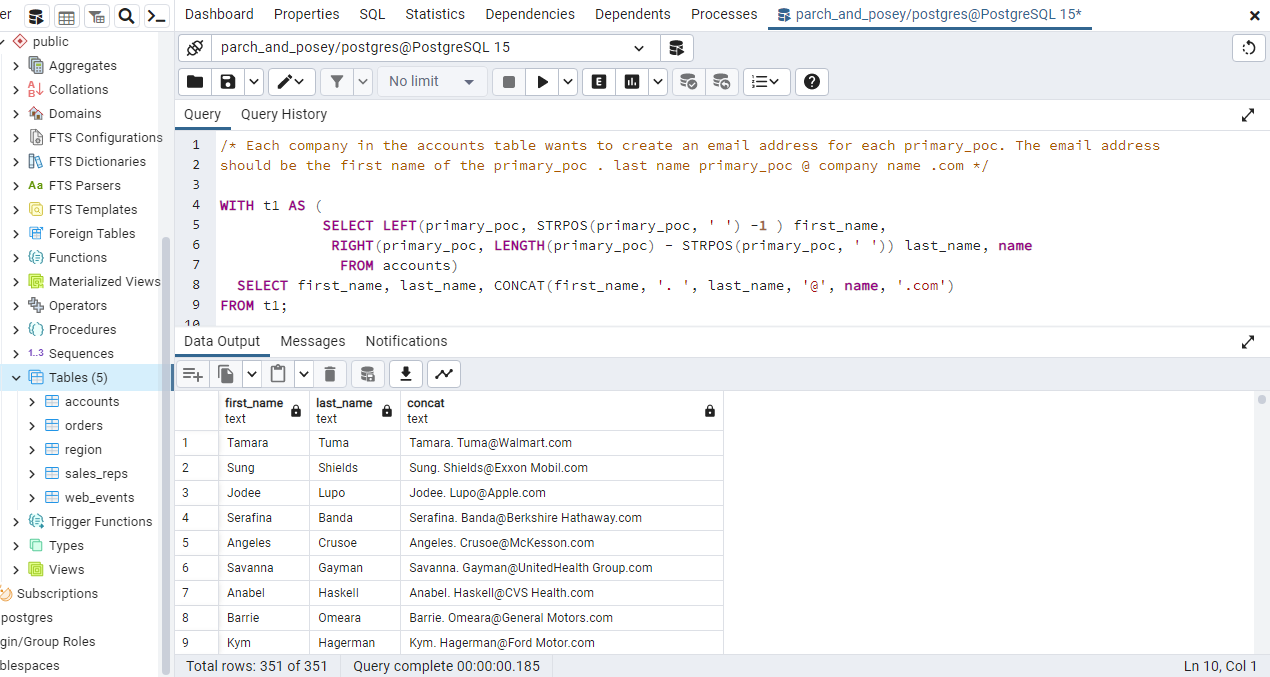 er
Dashboard Properties SQL Statistics Dependencies Dependents Processes parch_and_posey/postgres@PostgreSQL 15*
public
Aggregates
Collations
Domains
FTS Configurations
FTS Dictionaries
Aa FTS Parsers
FTS Templates
Foreign Tables
Functions
Materialized Views
Operators
Procedures
1..3 Sequences
Tables (5)
accounts
orders
region
sales_reps
web_events
Trigger Functions
Types
Views
Subscriptions
postgres
gin/Group Roles
blespaces
parch_and_posey/postgres@PostgreSQL 15
No limit
E
Query Query History
1 /* Each company in the accounts table wants to create an email address for each primary_poc. The email address
2 should be the first name of the primary_poc . last name primary_poc @ company name .com */
3
4 WITH t1 AS (
5 SELECT LEFT(primary_poc, STRPOS(primary_poc, ' ') -1 ) first_name,
6 RIGHT(primary_poc, LENGTH(primary_poc) - STRPOS(primary_poc, ' ')) last_name, name
7 FROM accounts)
8 SELECT first_name, last_name, CONCAT(first_name, '. ', last_name, '@', name, '.com')
9 FROM t1;
10
Data Output Messages Notifications
first_name last_name concat
text text text
1 Tamara Tuma Tamara. Tuma@Walmart.com
2 Sung Shields Sung. Shields@Exxon Mobil.com
3 Jodee Lupo Jodee. Lupo@Apple.com
4 Serafina Banda Serafina. Banda@Berkshire Hathaway.com
5 Angeles Crusoe Angeles. Crusoe@McKesson.com
6 Savanna Gayman Savanna. Gayman@UnitedHealth Group.com
7 Anabel Haskell Anabel. Haskell@CVS Health.com
8 Barrie Omeara Barrie. Omeara@General Motors.com
9 Kym Hagerman Kym. Hagerman@Ford Motor.com
Total rows: 351 of 351 Query complete 00:00:00.185 Ln 10, Col 1